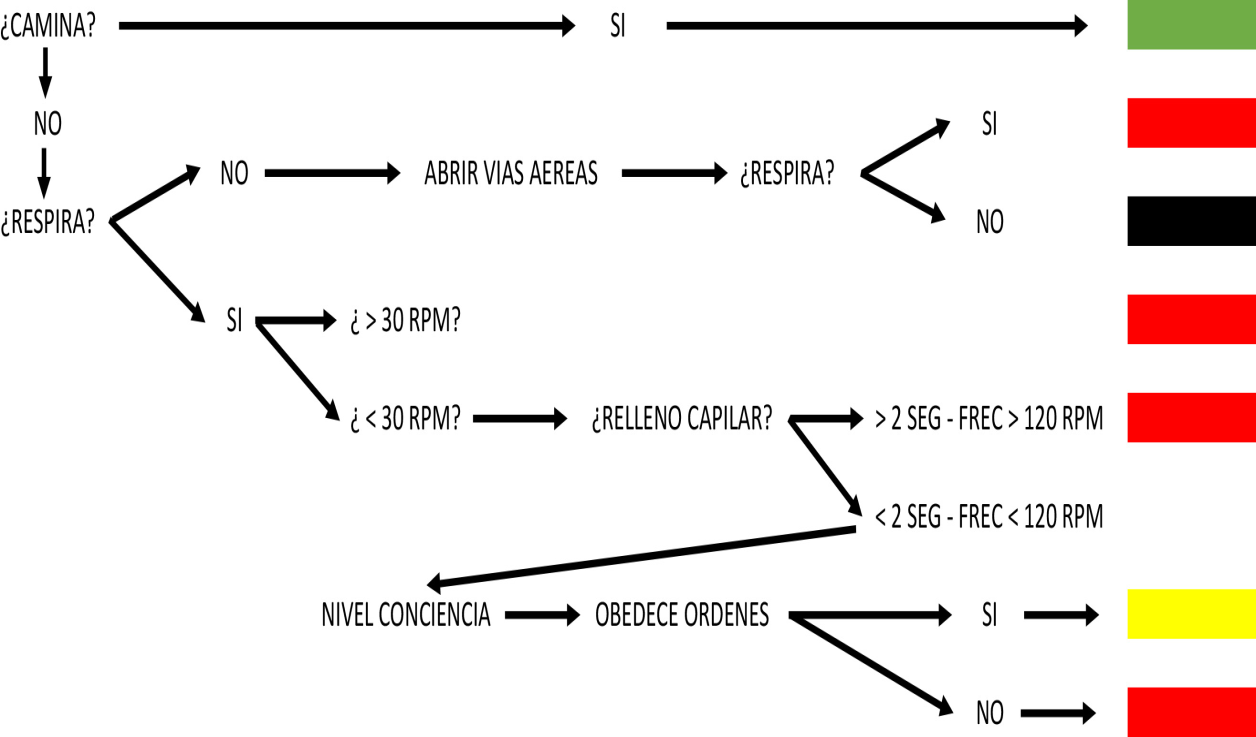 ¿CAMINA?
SI
NO
SI
NO
ABRIR VIAS AEREAS
¿RESPIRA?
¿RESPIRA?
NO
SI
¿ > 30 RPM?
¿ < 30 RPM?
¿RELLENO CAPILAR?
> 2 SEG - FREC > 120 RPM
< 2 SEG - FREC < 120 RPM
NIVEL CONCIENCIA
OBEDECE ORDENES
SI
NO